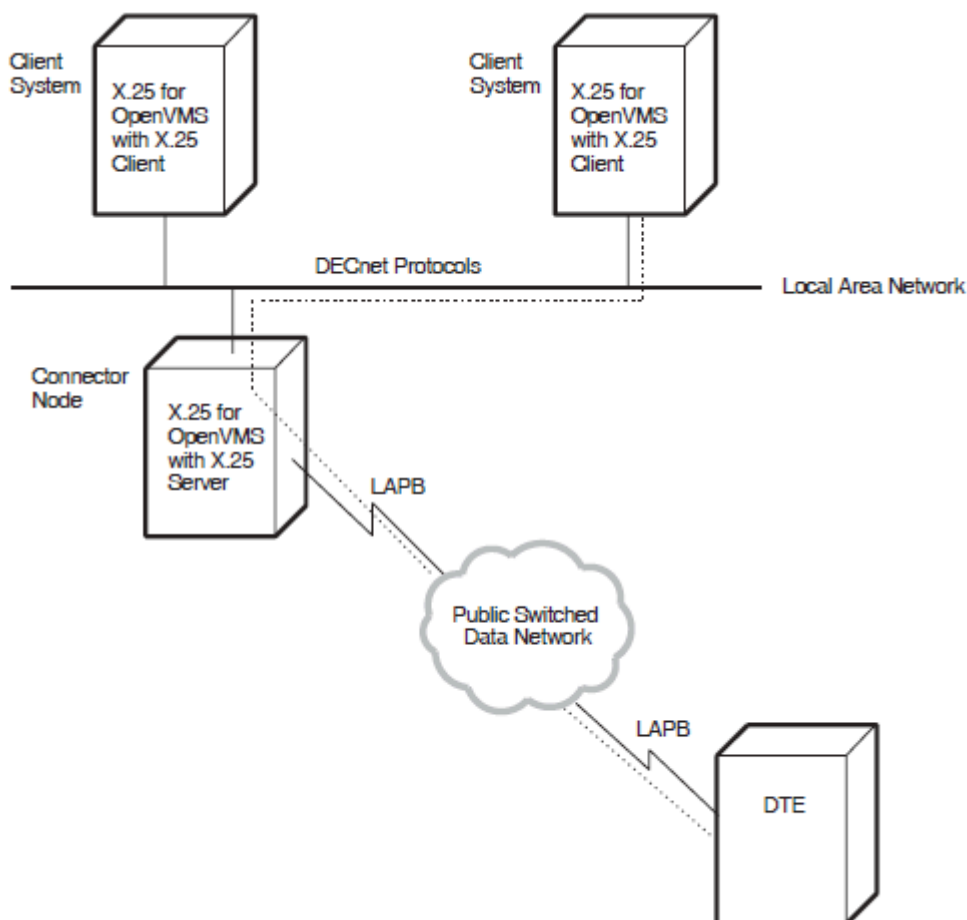 Client
System
X.25 for
OpenVMS
with X.25
Client
Client
System
X.25 for
OpenVMS
with X.25
Client
DECnet Protocols
Local Area Network
Connector
Node
X.25 for
OpenVMS
with X.25
Server
LAPB
Public Switched
Data Network
LAPB
DTE